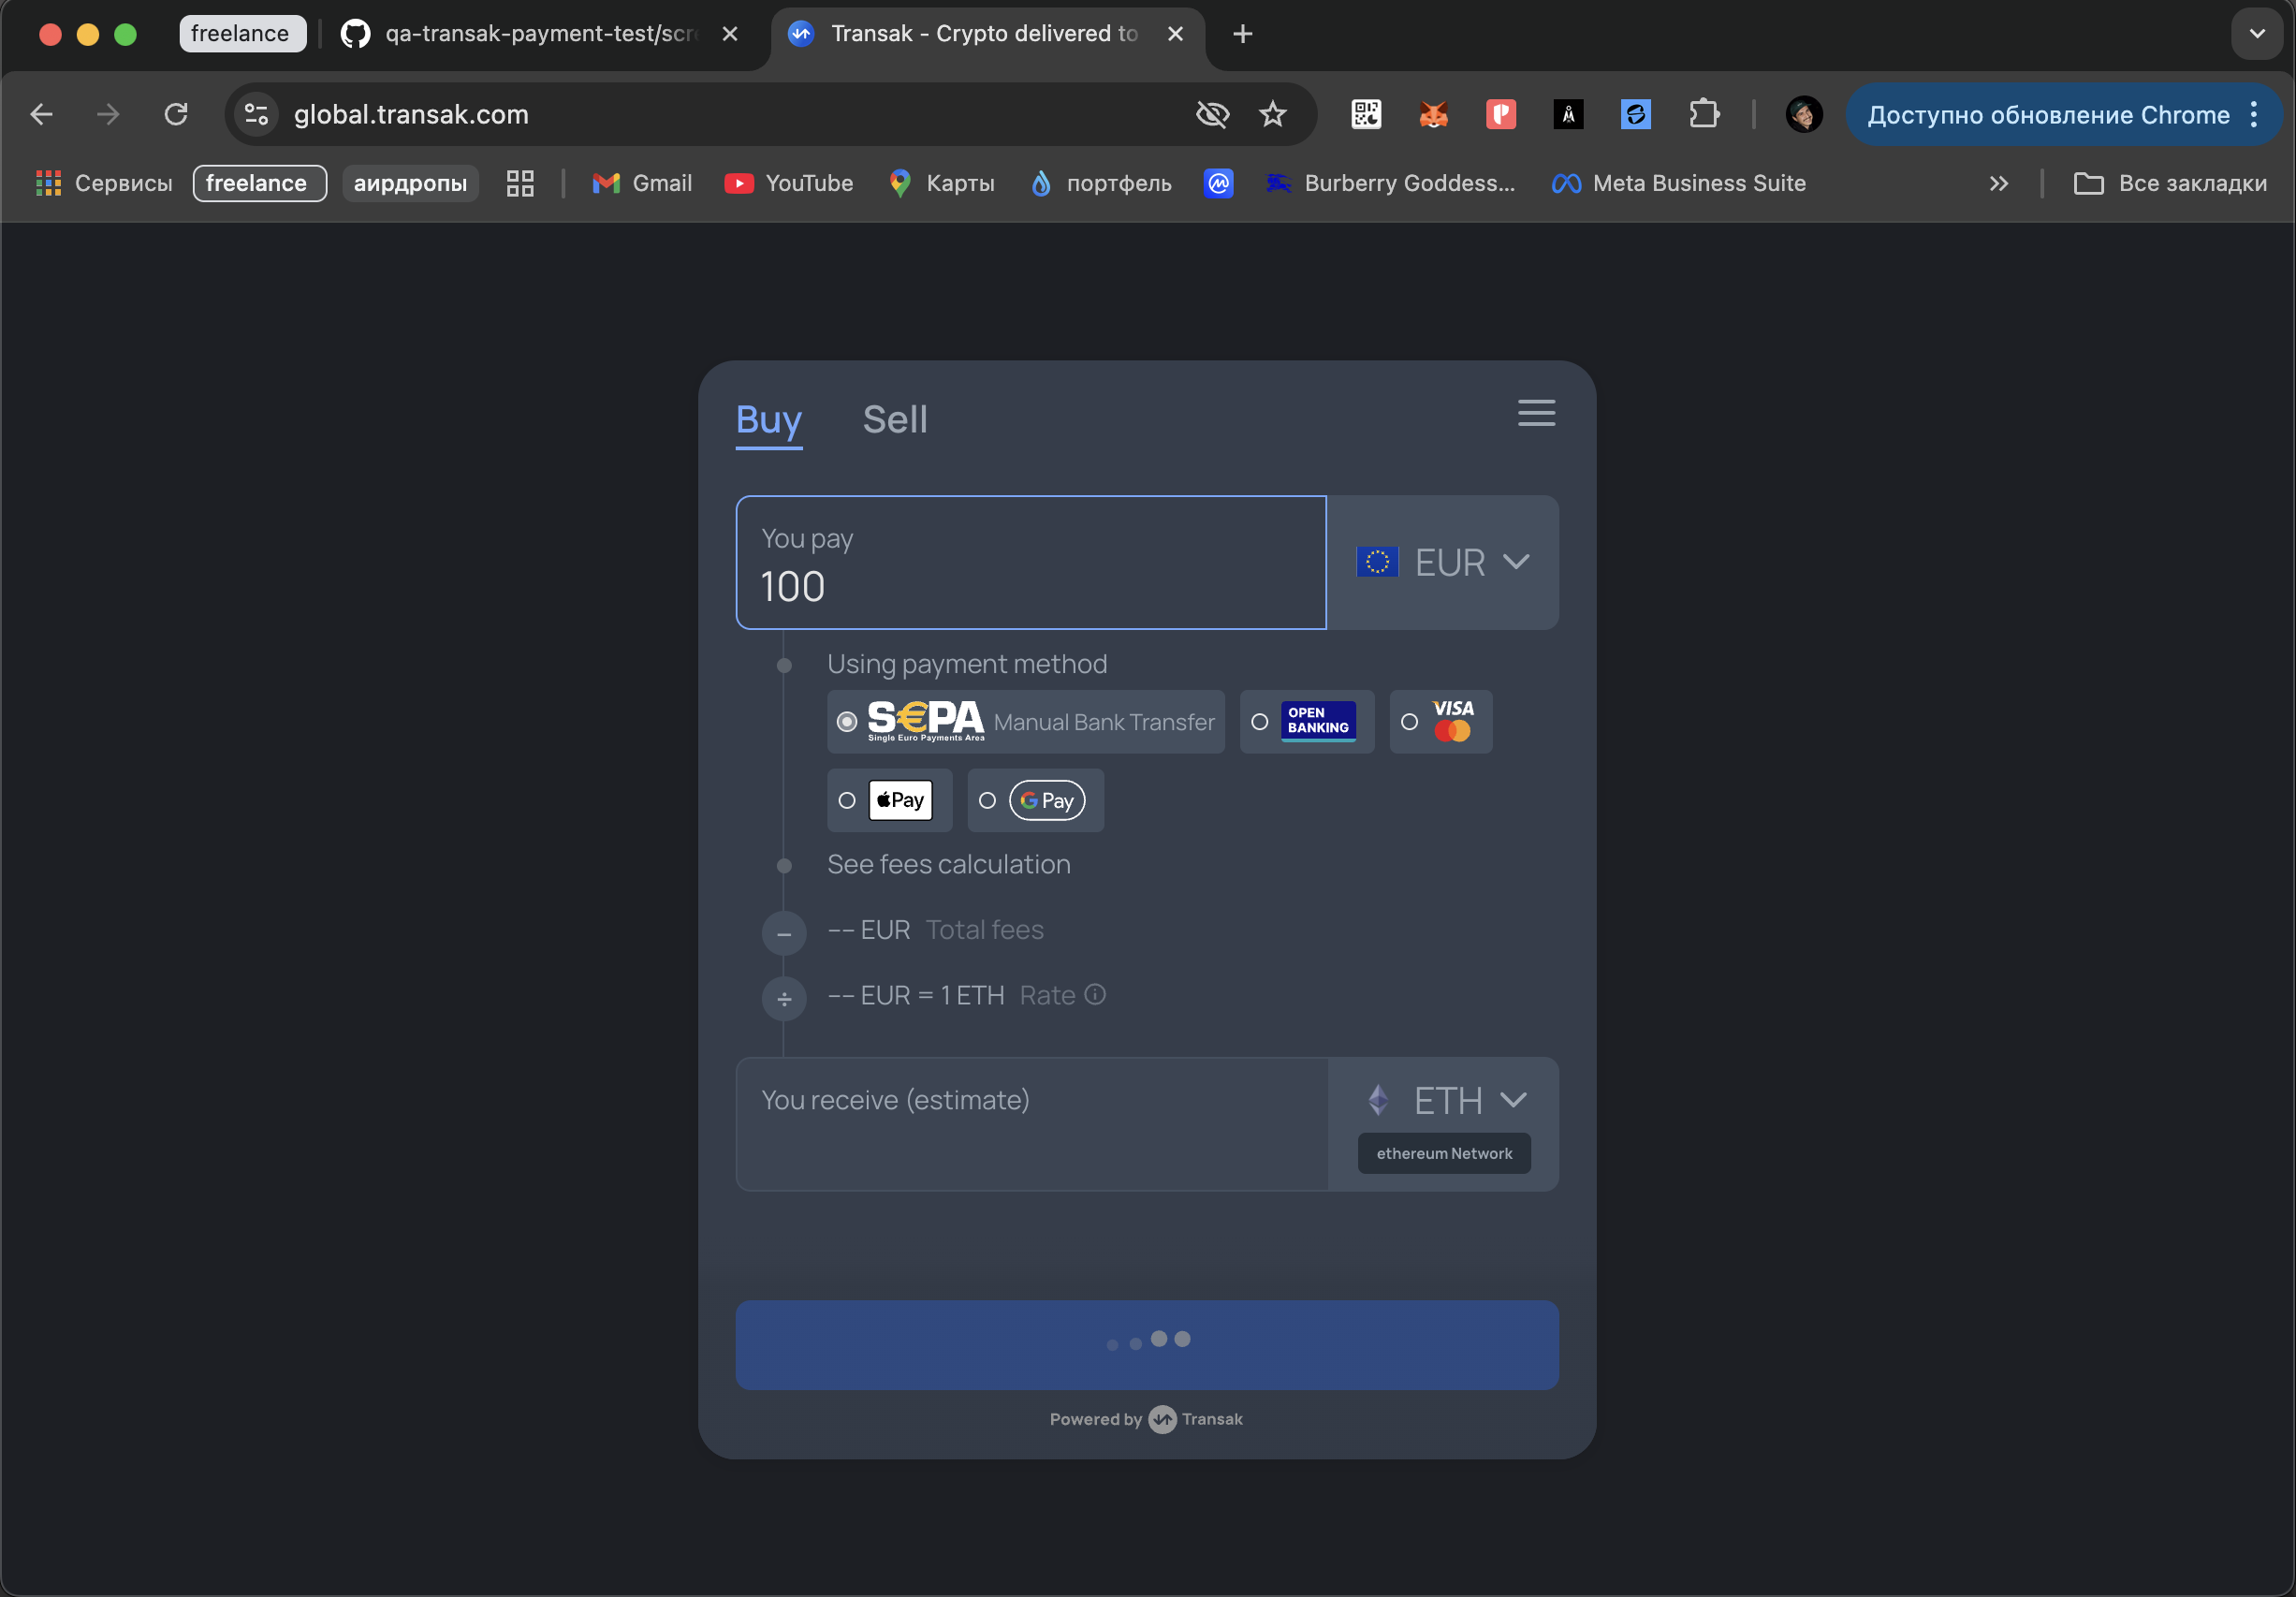 freelance
qa-transak-payment-test/scre
Transak - Crypto delivered to
global.transak.com
Доступно обновление Chrome
Сервисы
freelance
аирдропы
Gmail
YouTube
Карты
портфель
Burberry Goddess...
Meta Business Suite
Все закладки
Buy
Sell
You pay
100
EUR
Using payment method
S€PA
Single Euro Payments Area
Manual Bank Transfer
OPEN
BANKING
VISA
Pay
G Pay
See fees calculation
-- EUR Total fees
-- EUR = 1 ETH Rate
You receive (estimate)
ETH
ethereum Network
Powered by Transak